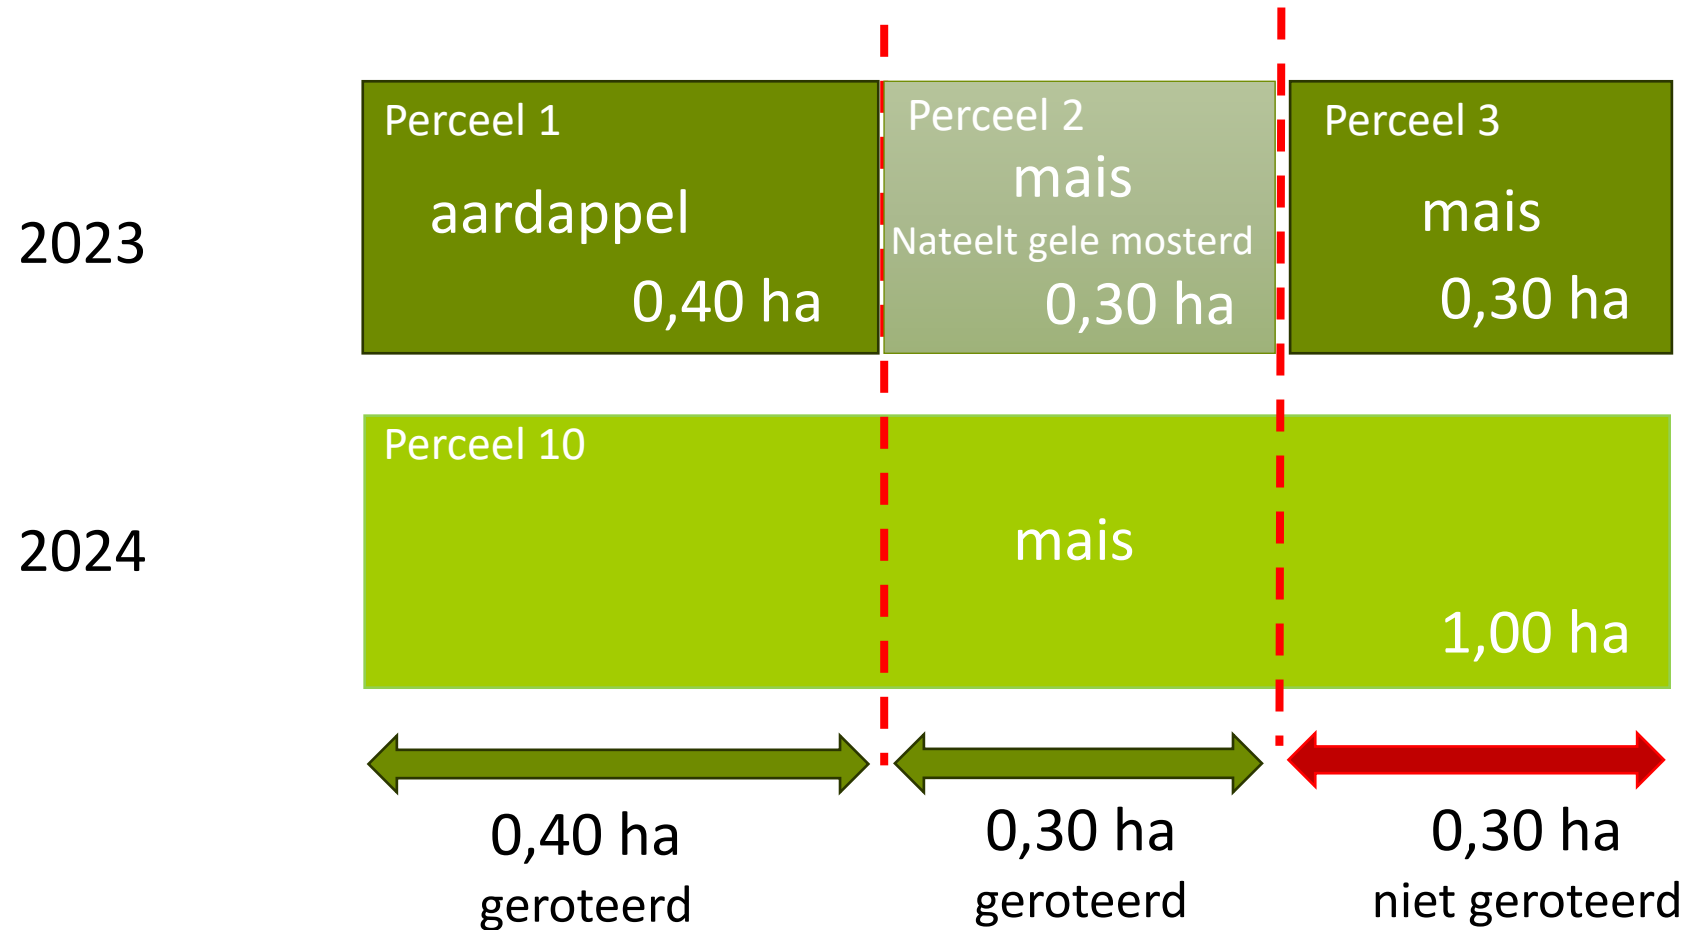 2023
Perceel 1
aardappel
0,40 ha
Perceel 2
mais
Nateelt gele mosterd
0,30 ha
Perceel 3
mais
0,30 ha
2024
Perceel 10
mais
1,00 ha
0,40 ha
geroteerd
0,30 ha
geroteerd
0,30 ha
niet geroteerd